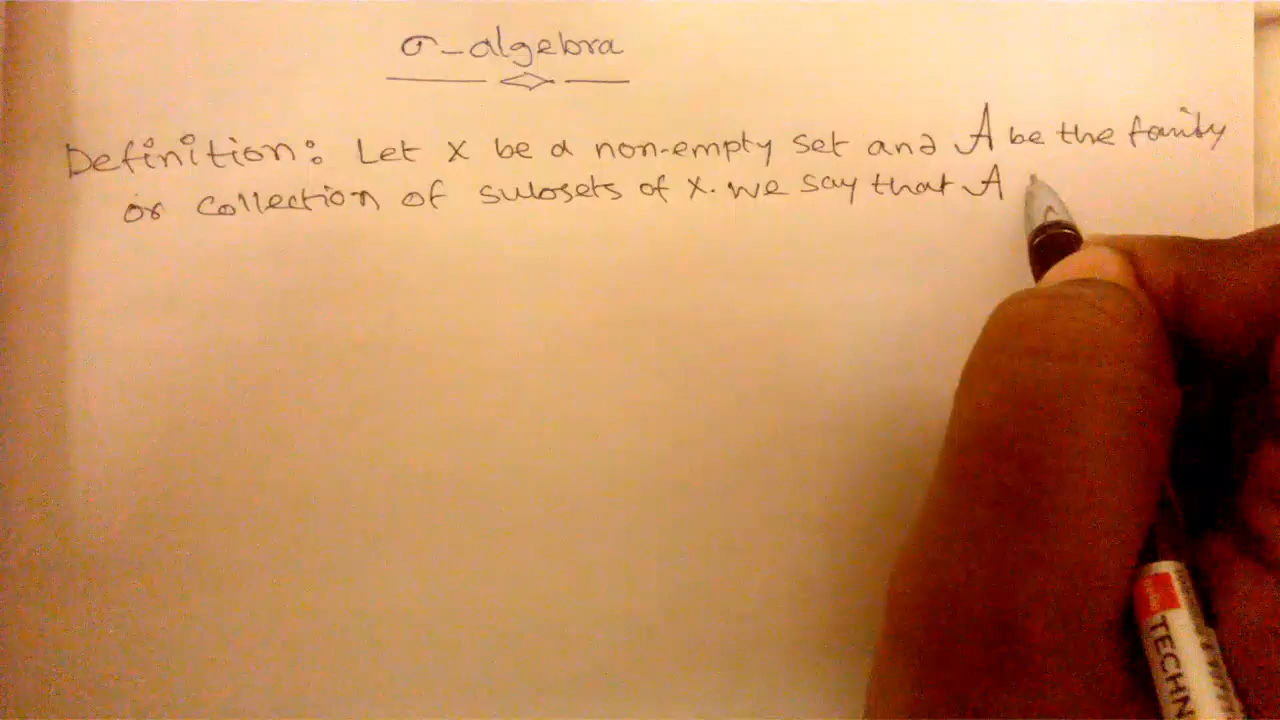 σ-algebra
Definition: Let X be a non-empty set and A be the family
or collection of subsets of X. we say that A
TECHN